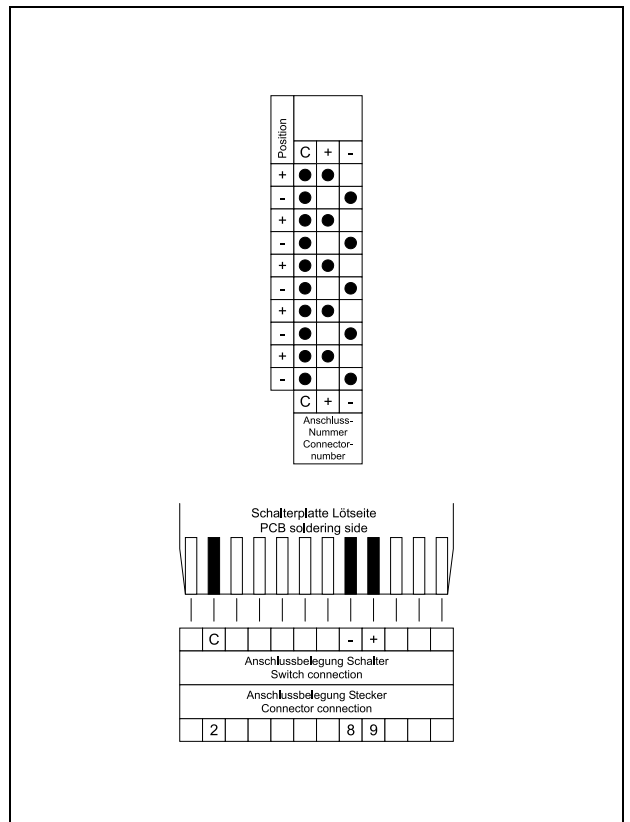 Position
C + -
+
-
+
-
+
-
+
-
+
-
C + -
Anschluss-
Nummer
Connector-
number
Schalterplatte Lötseite
PCB soldering side
C - +
Anschlussbelegung Schalter
Switch connection
Anschlussbelegung Stecker
Connector connection
2 8 9